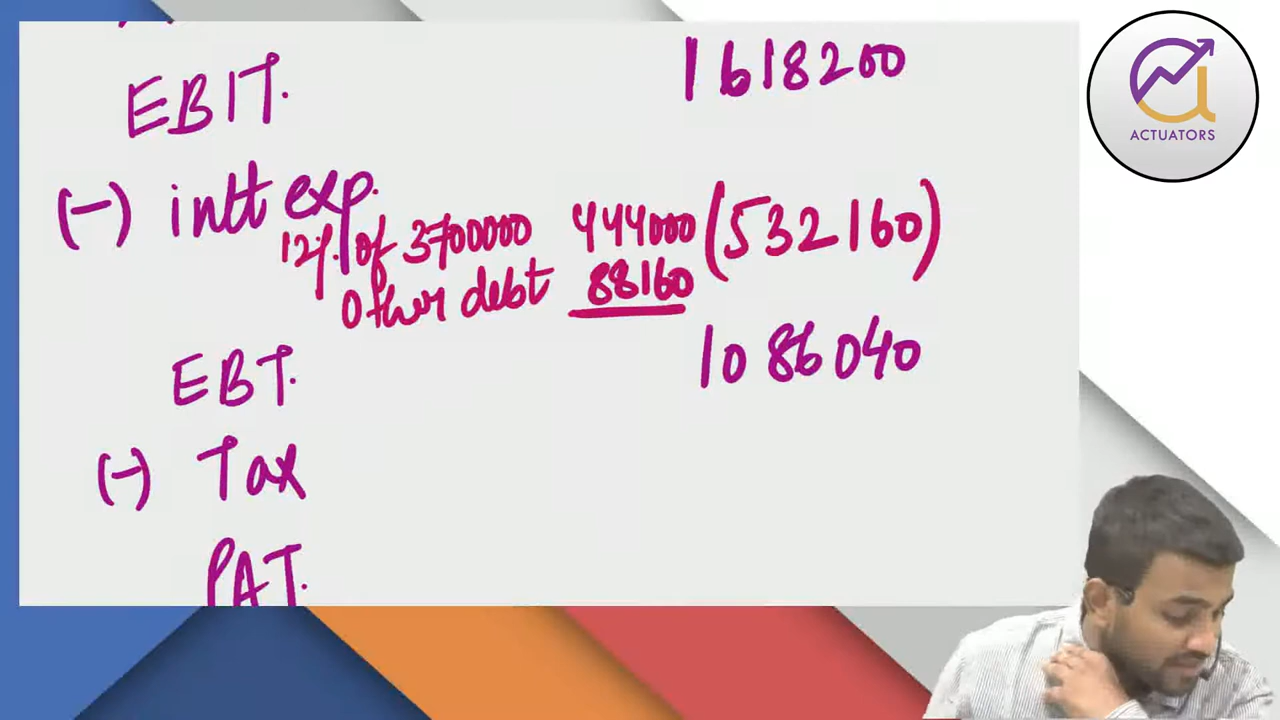 EBIT. 1618200
(-) intt exp. (532160)
12% of 3700000 444000
Other debt 88160
EBT. 1086040
(-) Tax
PAT.
ACTUATORS